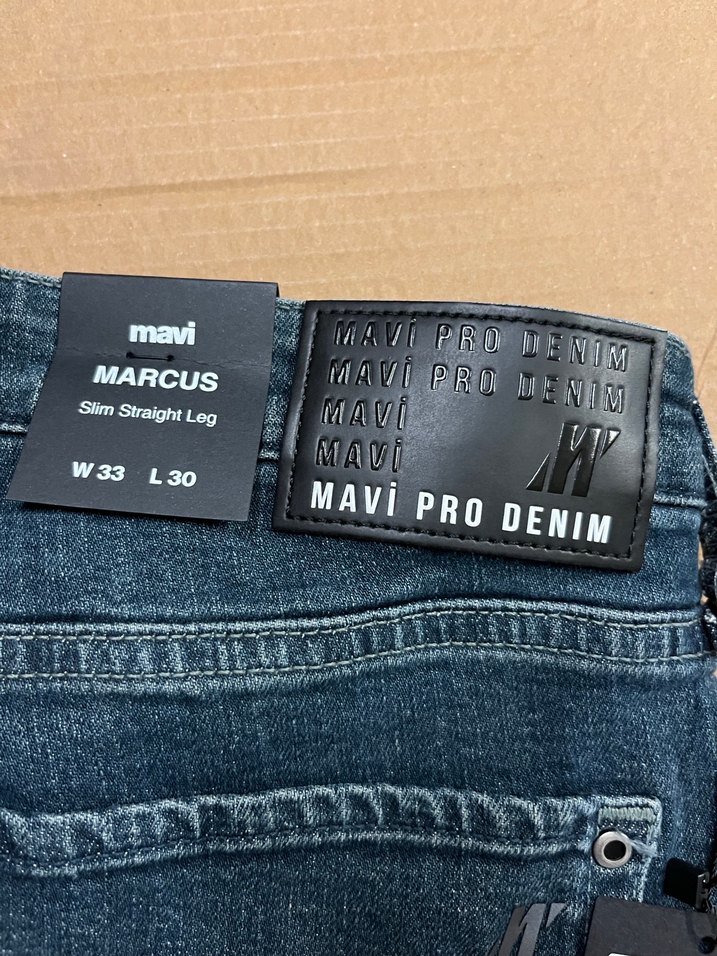 mavi
MARCUS
Slim Straight Leg
W 33 L 30
MAVİ PRO DENIM
MAVİ PRO DENIM
MAVİ
MAVİ
M
MAVİ PRO DENIM
M